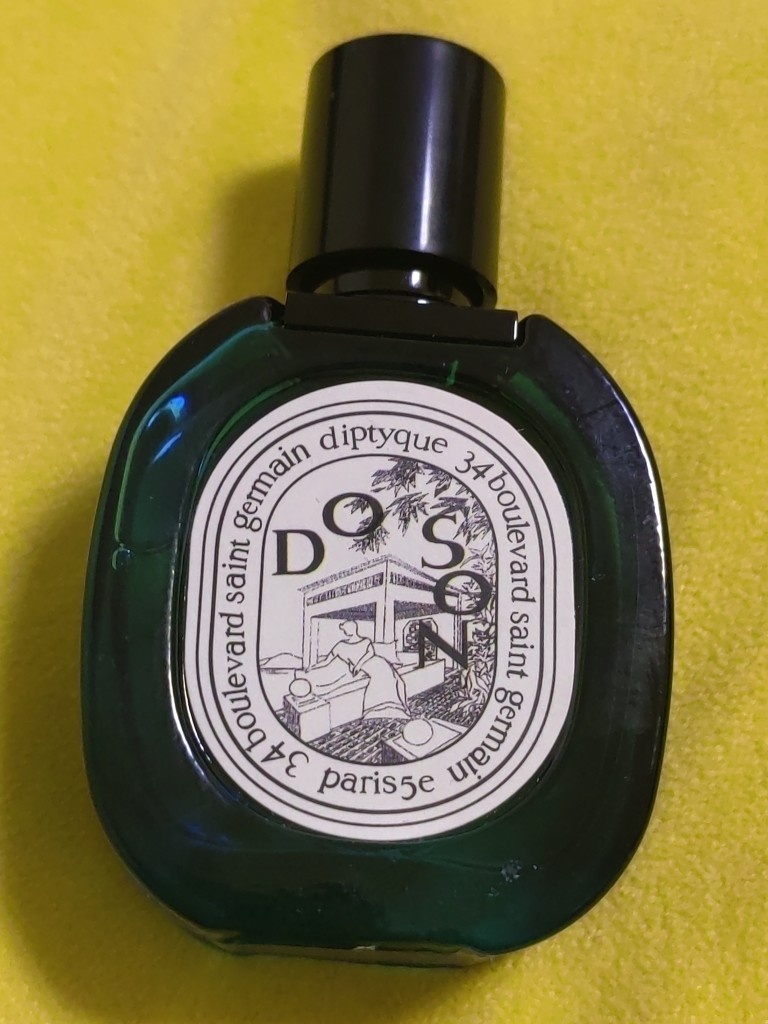 diptyque 34 boulevard saint germain paris5e 34 boulevard saint germain
DO SON